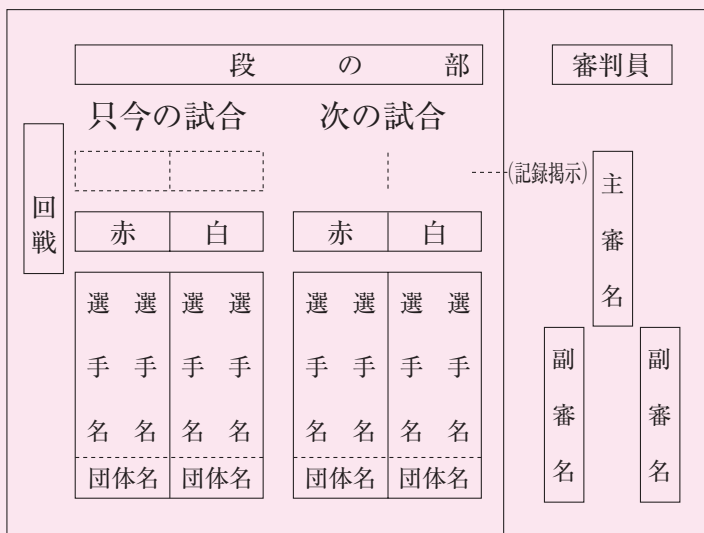 段の部
審判員
只今の試合
次の試合
(記録掲示)
回戦
赤
白
赤
白
選手名
選手名
選手名
選手名
選手名
選手名
選手名
選手名
団体名
団体名
団体名
団体名
主審名
副審名
副審名